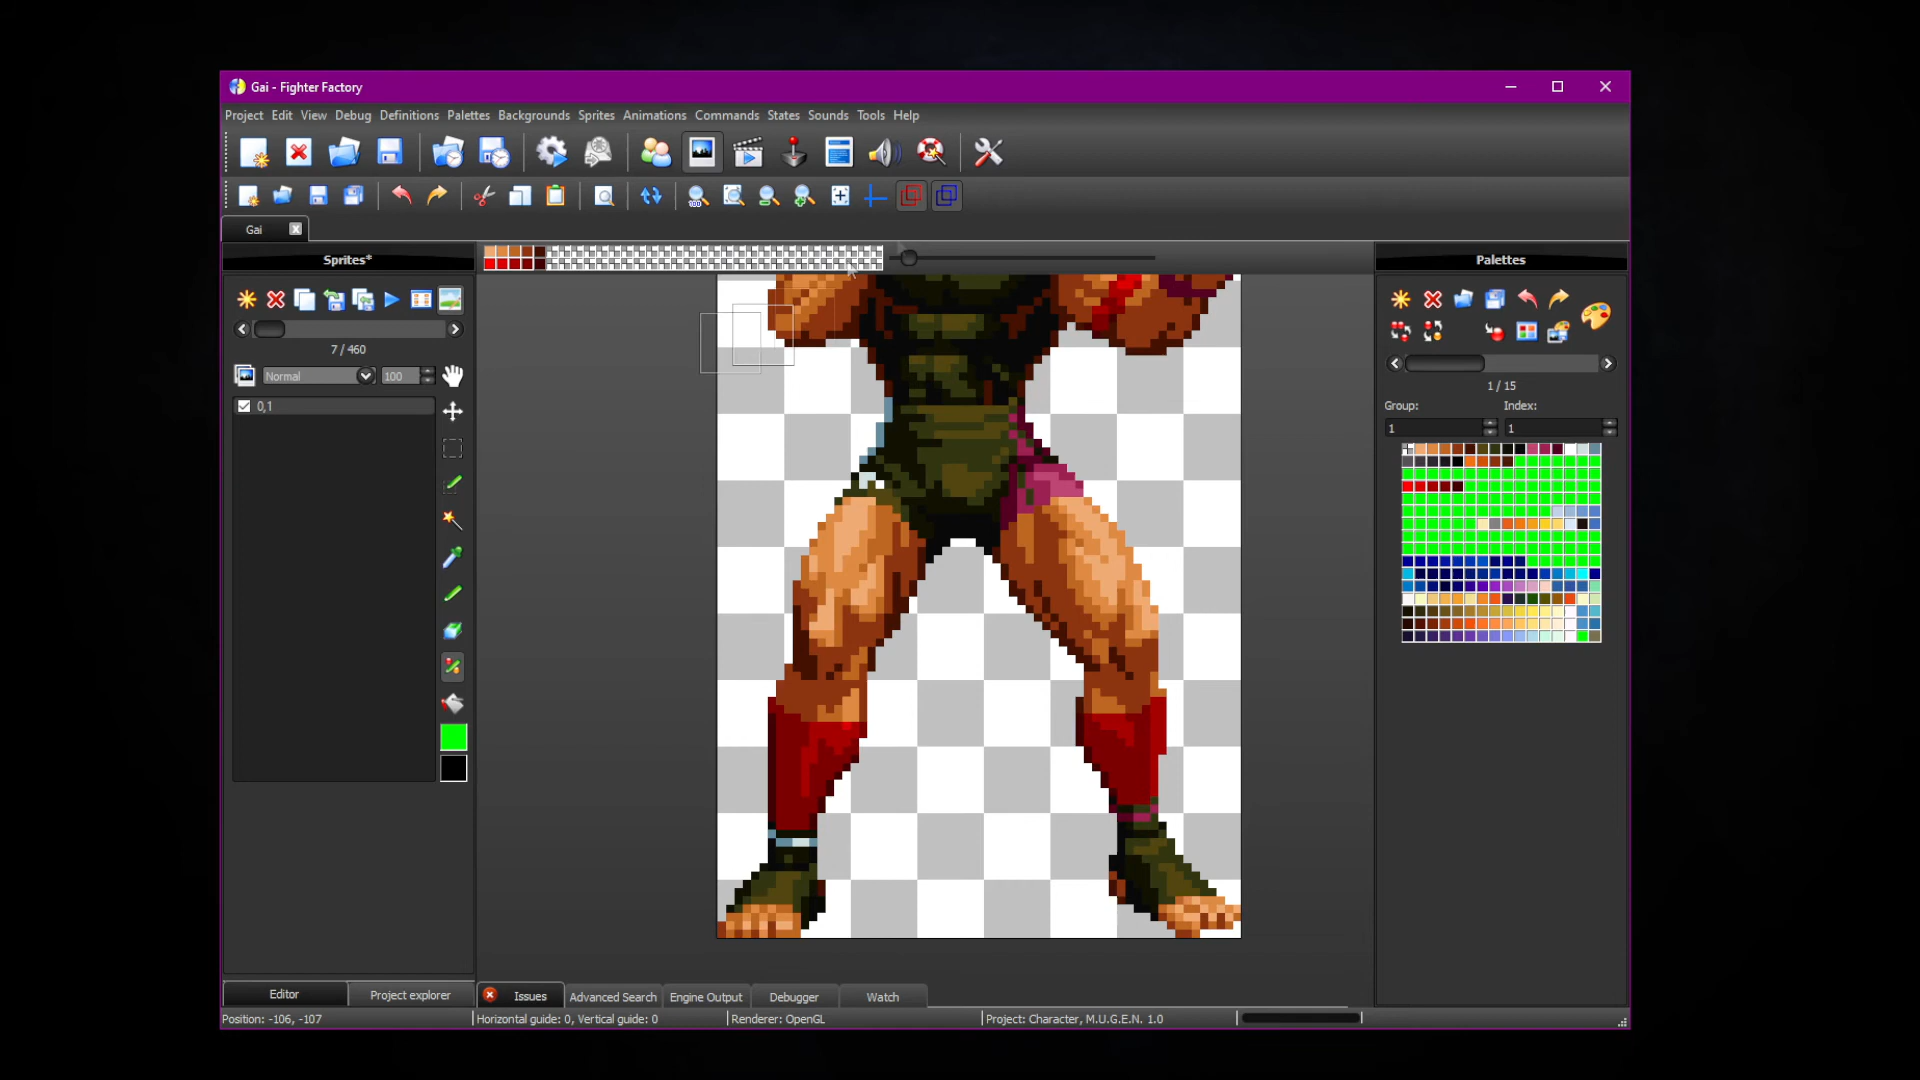 Gai - Fighter Factory
Project Edit View Debug Definitions Palettes Backgrounds Sprites Animations Commands States Sounds Tools Help
100
Gai
Sprites*
Palettes
7 / 460
Normal
100
0,1
1 / 15
Group:
Index:
1
1
Editor
Project explorer
Issues
Advanced Search
Engine Output
Debugger
Watch
Position: -106, -107
Horizontal guide: 0, Vertical guide: 0
Renderer: OpenGL
Project: Character, M.U.G.E.N. 1.0